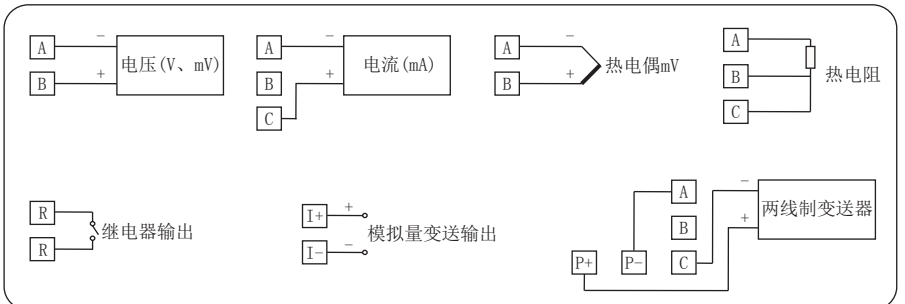 A − 电压(V、mV)
B +
A − 电流(mA)
B +
C
A − 热电偶mV
B +
A
B 热电阻
C
R 继电器输出
R
I+ + 模拟量变送输出
I− −
A − 两线制变送器
B +
P+ P− C